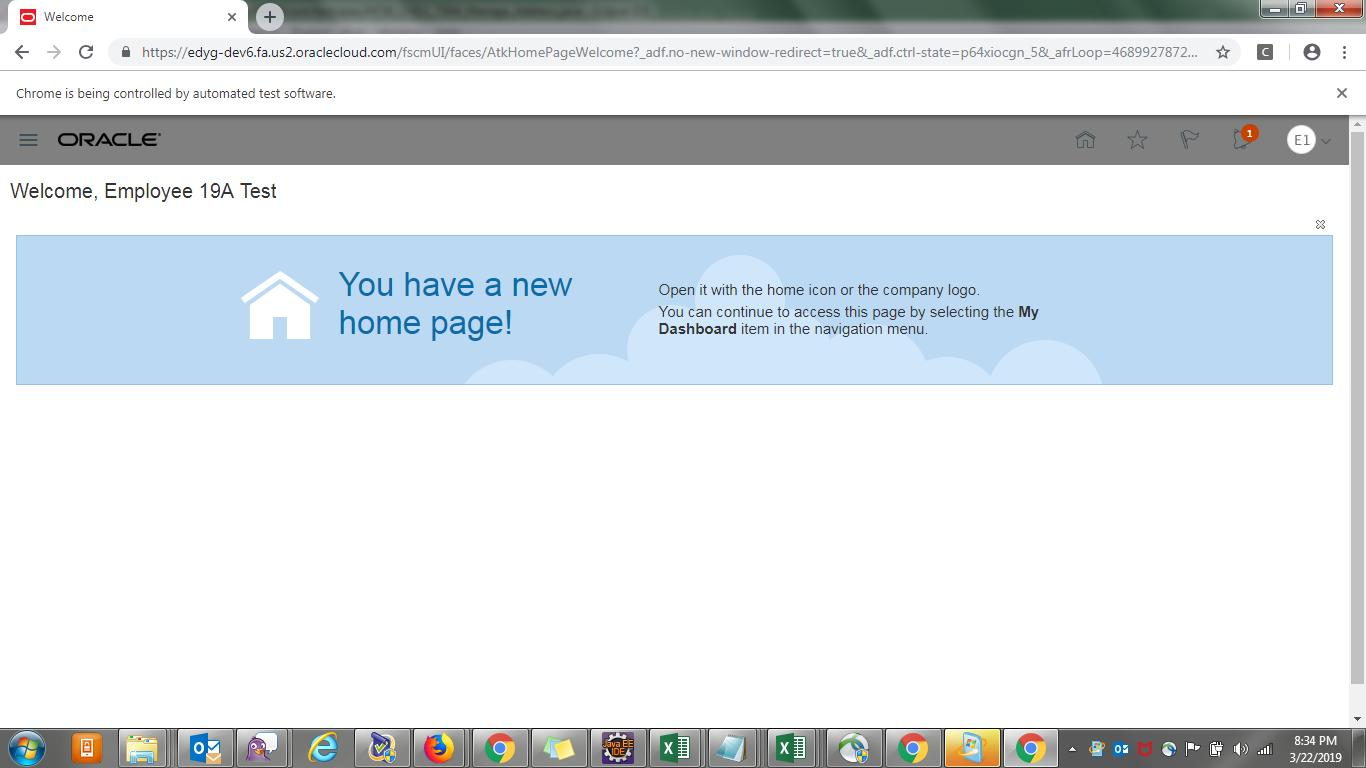 Welcome
https://edyg-dev6.fa.us2.oraclecloud.com/fscmUI/faces/AtkHomePageWelcome?_adf.no-new-window-redirect=true&_adf.ctrl-state=p64xiocgn_5&_afrLoop=4689927872...
C
Chrome is being controlled by automated test software.
ORACLE
1
E1
Welcome, Employee 19A Test
You have a new
home page!
Open it with the home icon or the company logo.
You can continue to access this page by selecting the My
Dashboard item in the navigation menu.
Java EE
IDE
8:34 PM
3/22/2019